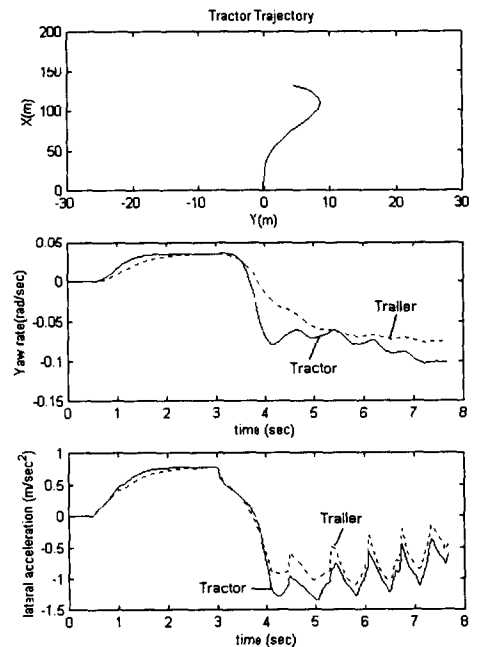 Tractor Trajectory
200
150
100
50
0
X(m)
-30 -20 -10 0 10 20 30
Y(m)
0.05
0
-0.05
-0.1
-0.15
Yaw rate(rad/sec)
Trailer
Tractor
0 1 2 3 4 5 6 7 8
time (sec)
1
0.5
0
-0.5
-1
-1.5
lateral acceleration (m/sec²)
Trailer
Tractor
0 1 2 3 4 5 6 7 8
time (sec)